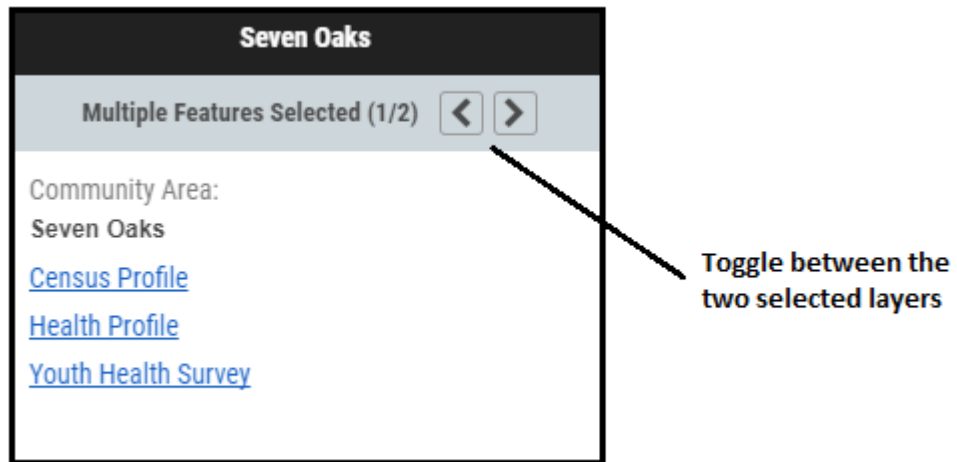 Seven Oaks
Multiple Features Selected (1/2)
Community Area:
Seven Oaks
Census Profile
Health Profile
Youth Health Survey
Toggle between the
two selected layers